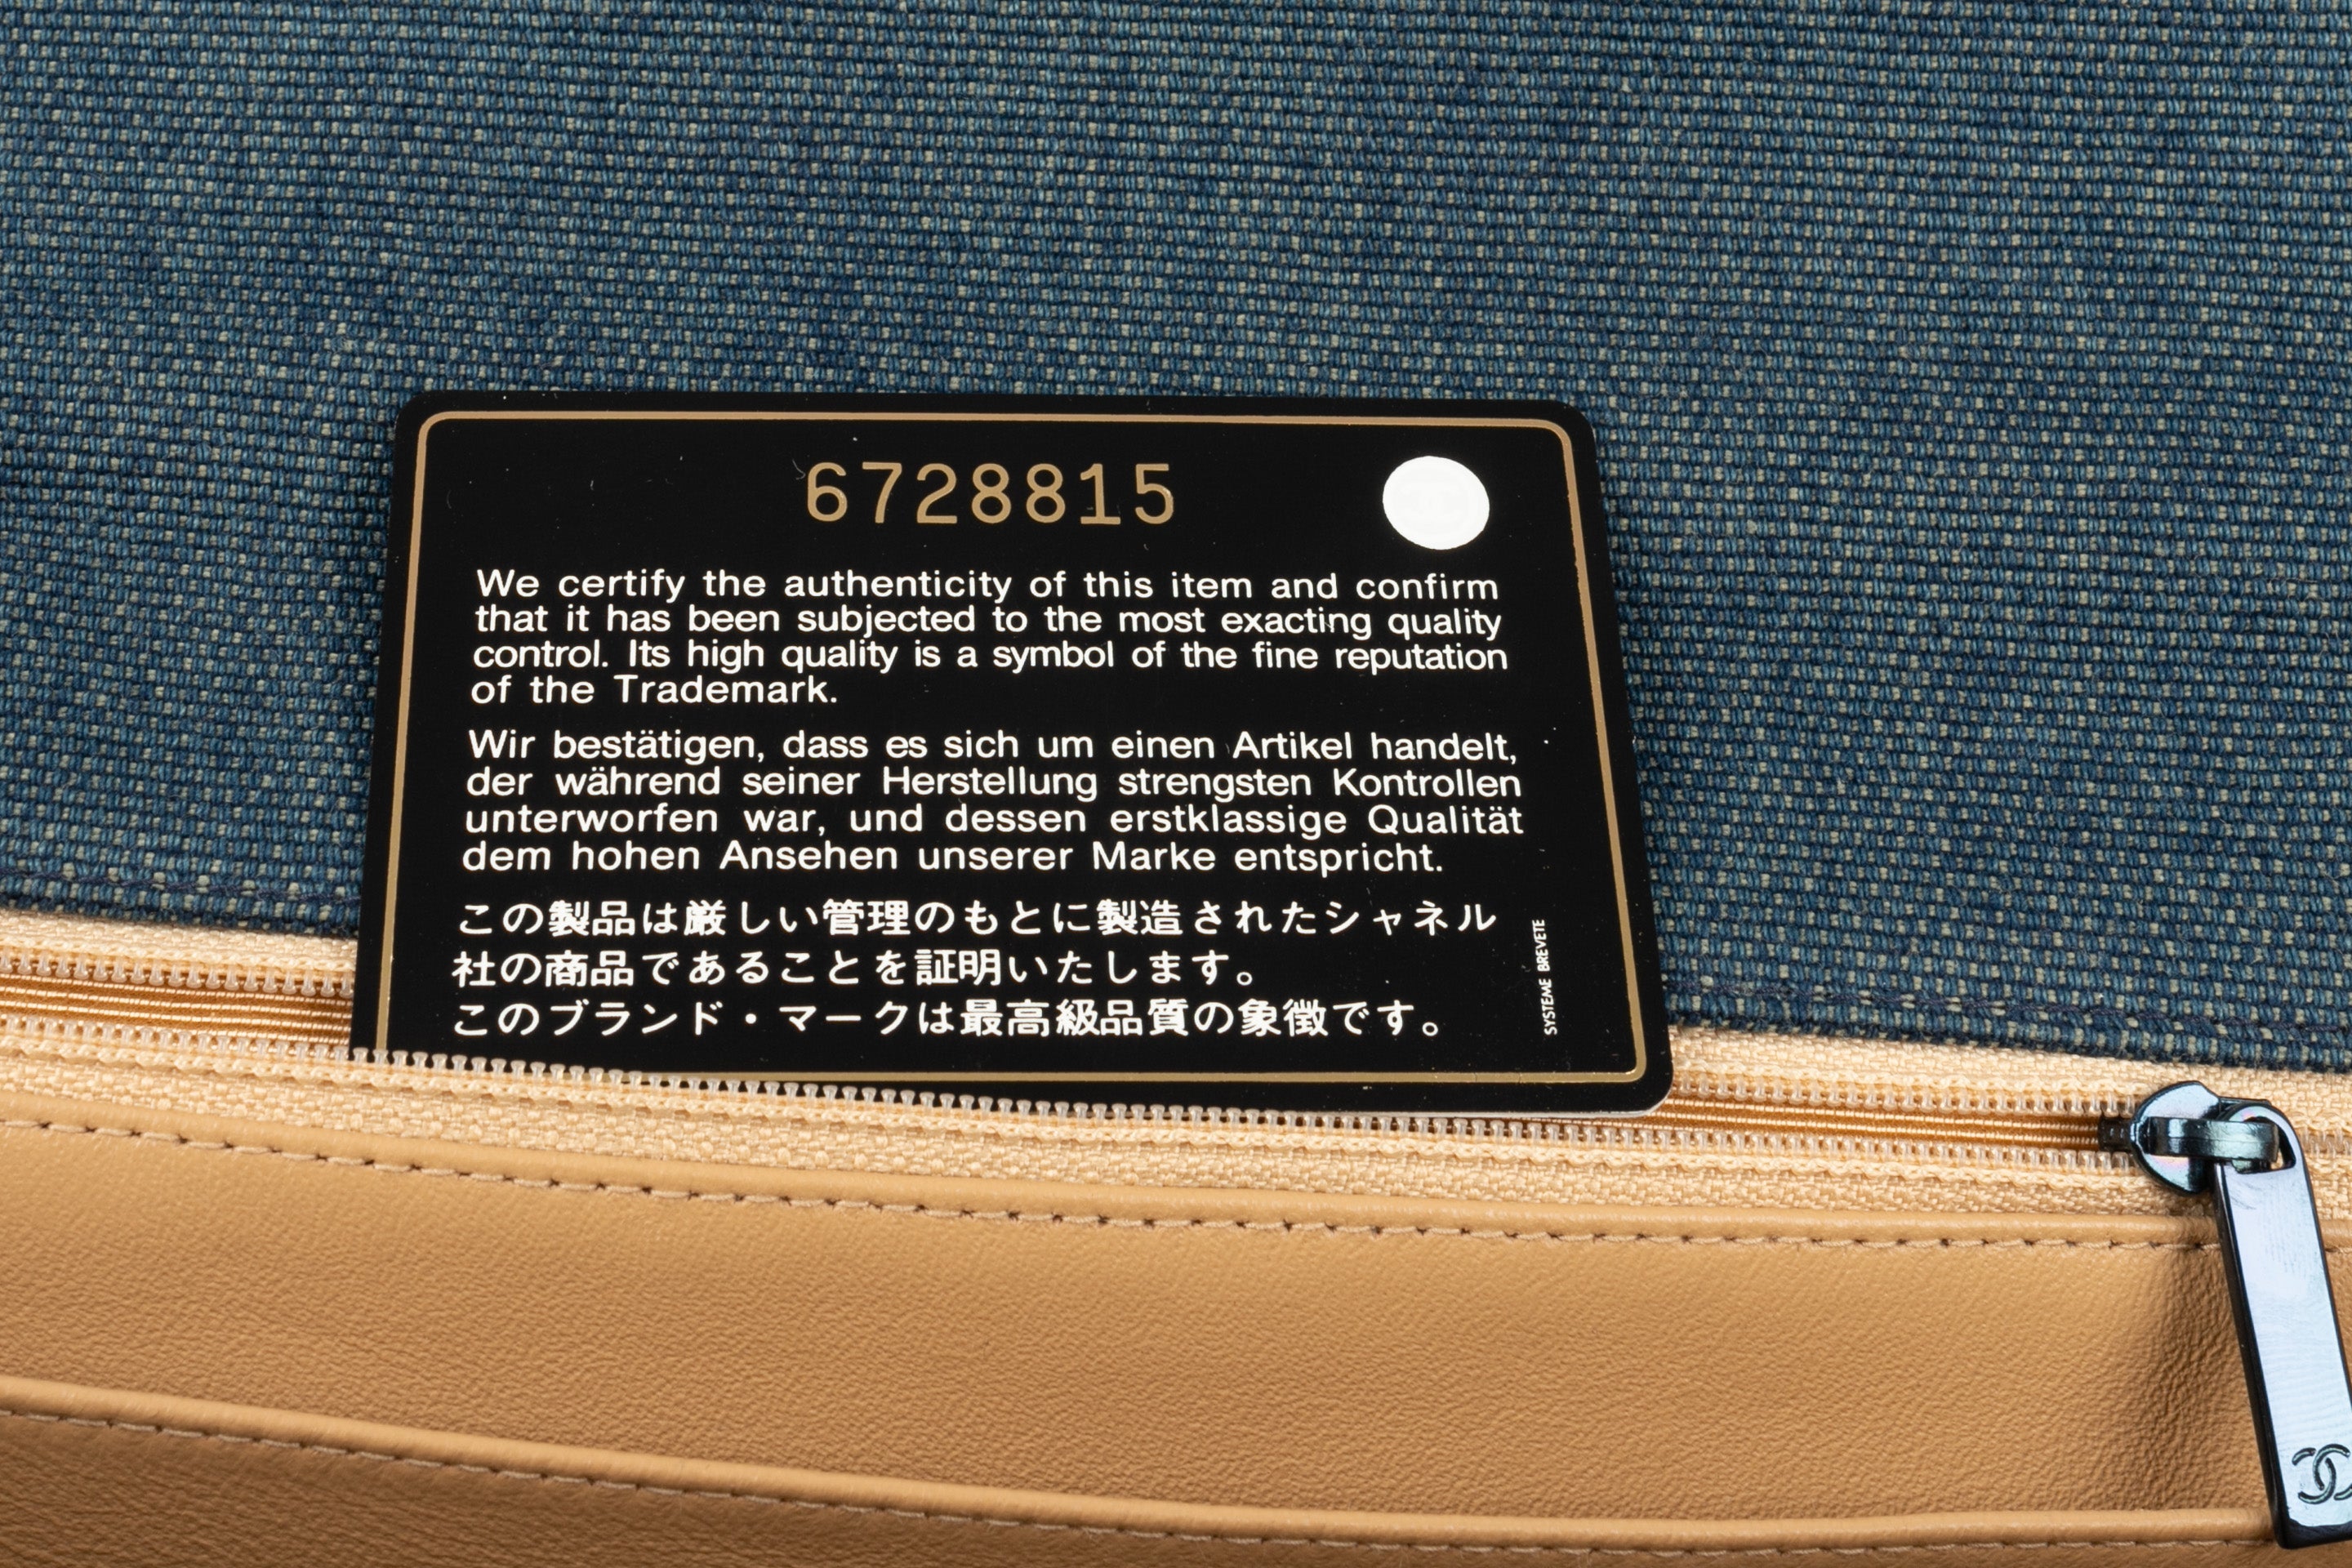 6728815
We certify the authenticity of this item and confirm
that it has been subjected to the most exacting quality
control. Its high quality is a symbol of the fine reputation
of the Trademark.
Wir bestätigen, dass es sich um einen Artikel handelt,
der während seiner Herstellung strengsten Kontrollen
unterworfen war, und dessen erstklassige Qualität
dem hohen Ansehen unserer Marke entspricht.
この製品は厳しい管理のもとに製造されたシャネル
社の商品であることを証明いたします。
このブランド・マークは最高級品質の象徴です。
SYSTEME BREVETE